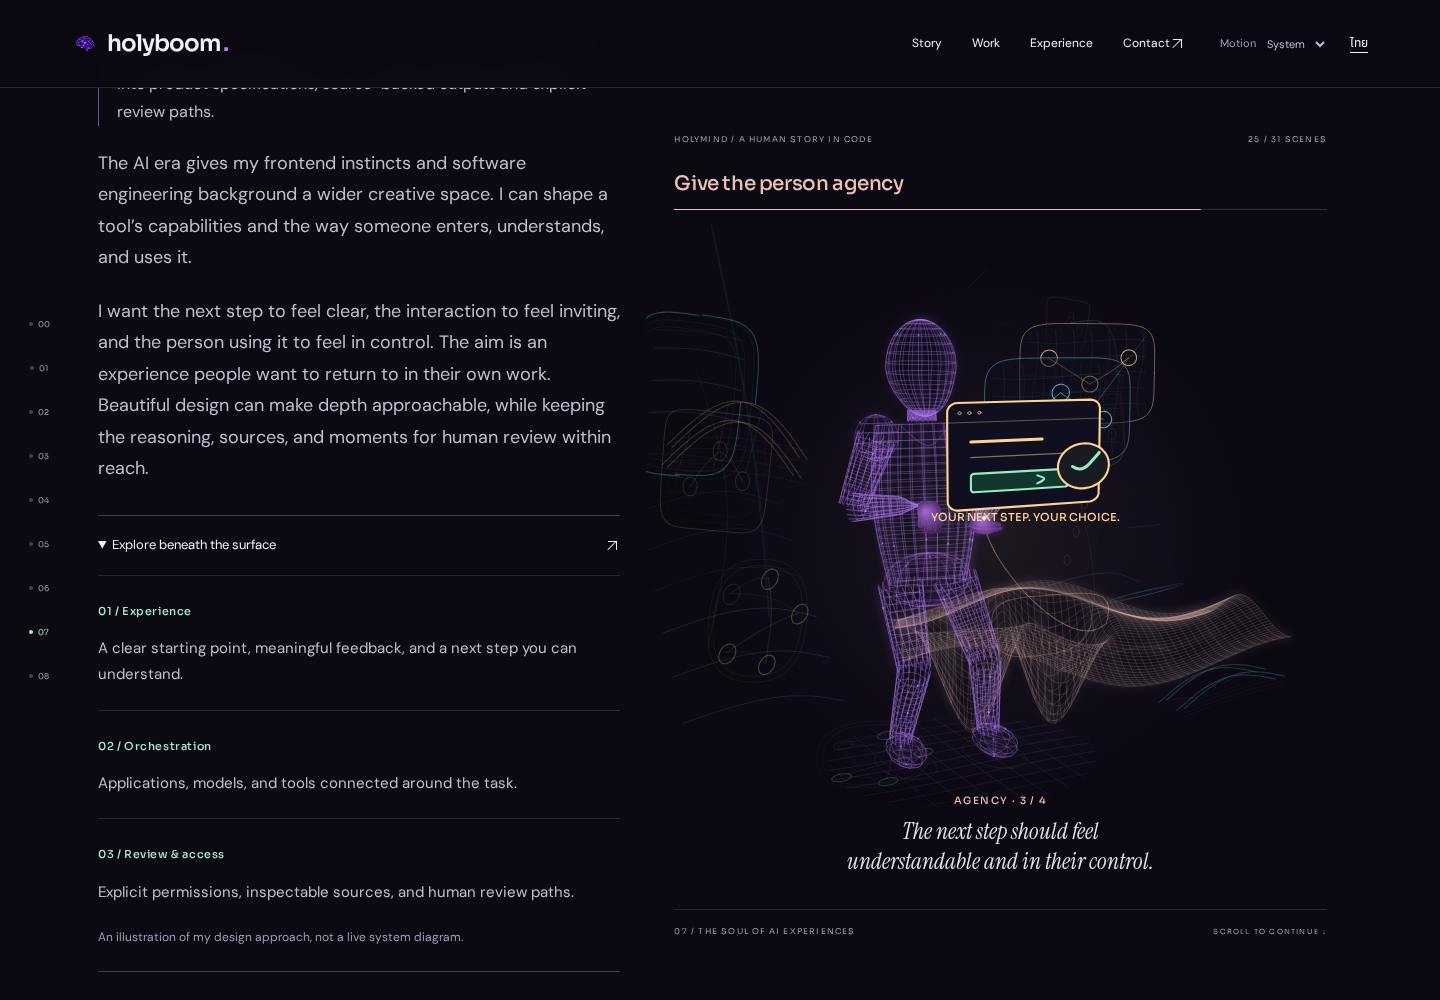 holyboom.
Story
Work
Experience
Contact
Motion
System
ไทย
into product specifications, source-backed outputs and explicit
review paths.
The AI era gives my frontend instincts and software
engineering background a wider creative space. I can shape a
tool’s capabilities and the way someone enters, understands,
and uses it.
I want the next step to feel clear, the interaction to feel inviting,
and the person using it to feel in control. The aim is an
experience people want to return to in their own work.
Beautiful design can make depth approachable, while keeping
the reasoning, sources, and moments for human review within
reach.
Explore beneath the surface
01 / Experience
A clear starting point, meaningful feedback, and a next step you can
understand.
02 / Orchestration
Applications, models, and tools connected around the task.
03 / Review & access
Explicit permissions, inspectable sources, and human review paths.
An illustration of my design approach, not a live system diagram.
00
01
02
03
04
05
06
07
08
HOLYMIND / A HUMAN STORY IN CODE
25 / 31 SCENES
Give the person agency
YOUR NEXT STEP. YOUR CHOICE.
AGENCY · 3 / 4
The next step should feel
understandable and in their control.
07 / THE SOUL OF AI EXPERIENCES
SCROLL TO CONTINUE ↓